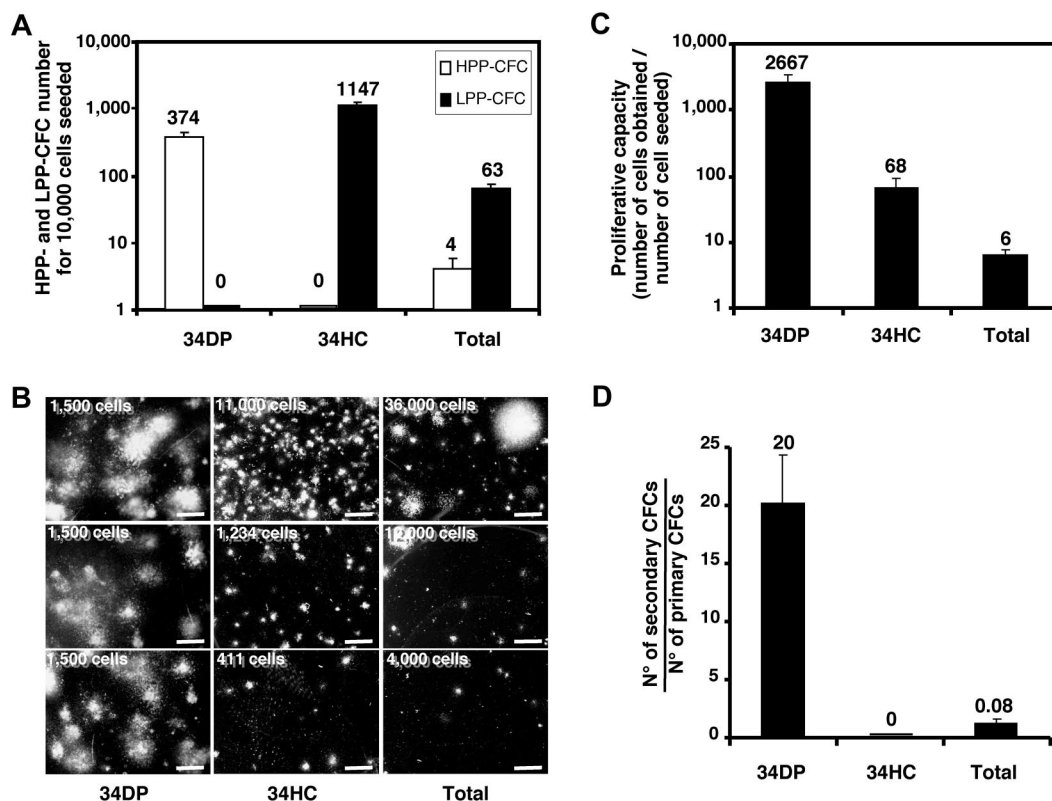 A
HPP- and LPP-CFC number
for 10,000 cells seeded
10,000
1,000
100
10
1
HPP-CFC
LPP-CFC
374
0
0
1147
4
63
34DP
34HC
Total
B
1,500 cells
11,000 cells
36,000 cells
1,500 cells
1,234 cells
12,000 cells
1,500 cells
411 cells
4,000 cells
34DP
34HC
Total
C
Proliferative capacity
(number of cells obtained /
number of cell seeded)
10,000
1,000
100
10
1
2667
68
6
34DP
34HC
Total
D
N° of secondary CFCs
N° of primary CFCs
25
20
15
10
5
0
20
0
0.08
34DP
34HC
Total